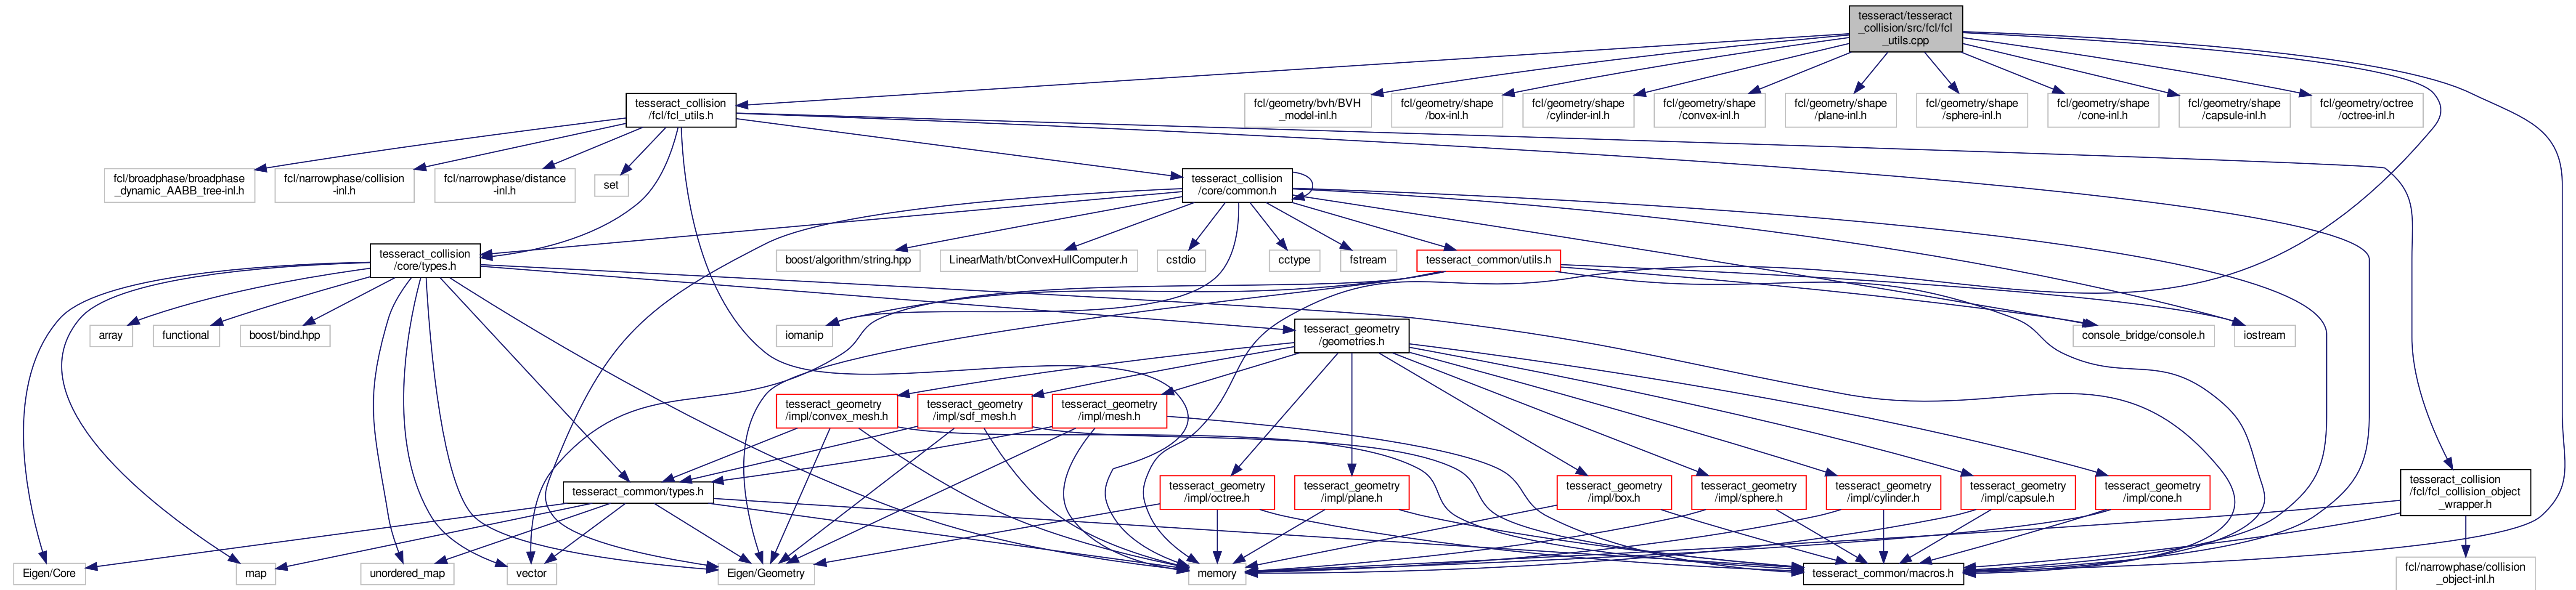 tesseract/tesseract
_collision/src/fcl/fcl
_utils.cpp
tesseract_collision
/fcl/fcl_utils.h
fcl/geometry/bvh/BVH
_model-inl.h
fcl/geometry/shape
/box-inl.h
fcl/geometry/shape
/cylinder-inl.h
fcl/geometry/shape
/convex-inl.h
fcl/geometry/shape
/plane-inl.h
fcl/geometry/shape
/sphere-inl.h
fcl/geometry/shape
/cone-inl.h
fcl/geometry/shape
/capsule-inl.h
fcl/geometry/octree
/octree-inl.h
fcl/broadphase/broadphase
_dynamic_AABB_tree-inl.h
fcl/narrowphase/collision
-inl.h
fcl/narrowphase/distance
-inl.h
set
tesseract_collision
/core/common.h
tesseract_collision
/core/types.h
boost/algorithm/string.hpp
LinearMath/btConvexHullComputer.h
cstdio
cctype
fstream
tesseract_common/utils.h
array
functional
boost/bind.hpp
iomanip
tesseract_geometry
/geometries.h
console_bridge/console.h
iostream
tesseract_geometry
/impl/convex_mesh.h
tesseract_geometry
/impl/sdf_mesh.h
tesseract_geometry
/impl/mesh.h
tesseract_common/types.h
tesseract_geometry
/impl/octree.h
tesseract_geometry
/impl/plane.h
tesseract_geometry
/impl/box.h
tesseract_geometry
/impl/sphere.h
tesseract_geometry
/impl/cylinder.h
tesseract_geometry
/impl/capsule.h
tesseract_geometry
/impl/cone.h
tesseract_collision
/fcl/fcl_collision_object
_wrapper.h
Eigen/Core
map
unordered_map
vector
Eigen/Geometry
memory
tesseract_common/macros.h
fcl/narrowphase/collision
_object-inl.h